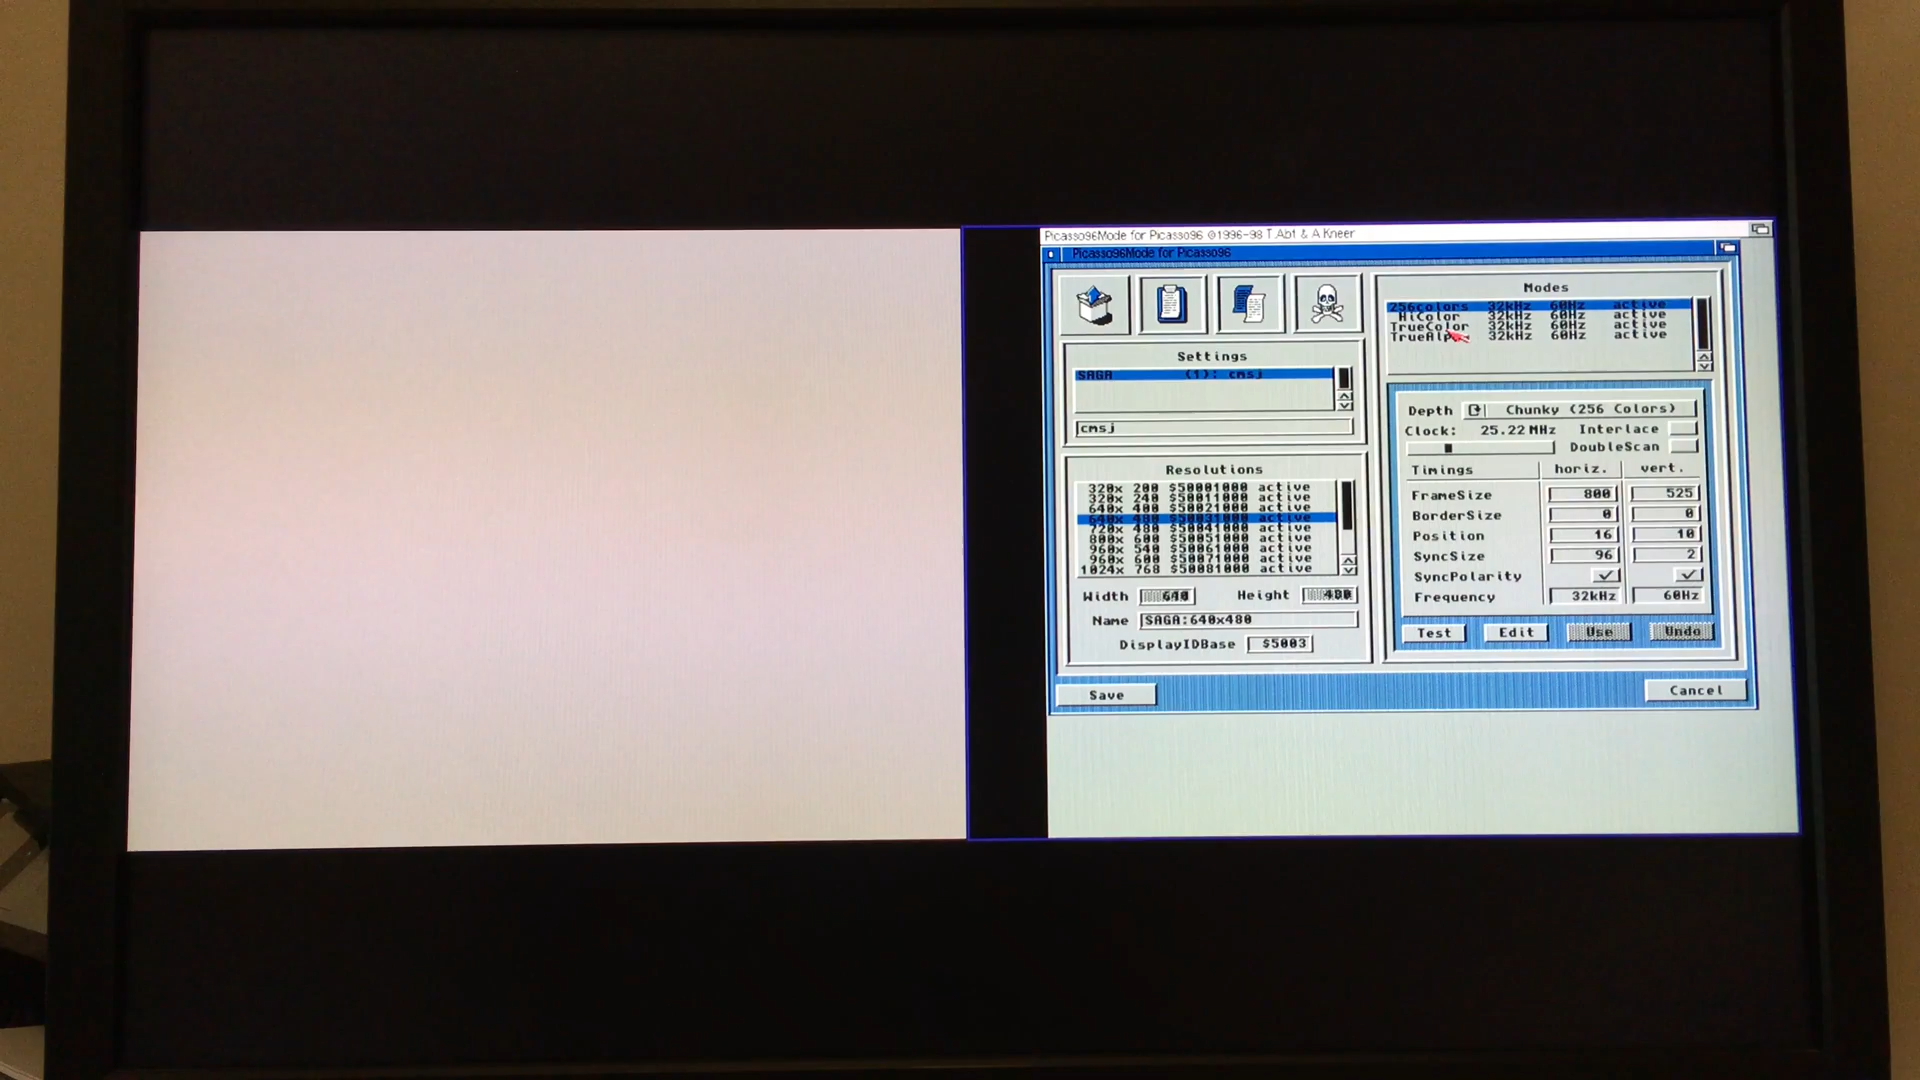 Picasso96Mode for Picasso96 ©1996-98 T.Abt & A.Kneer
Picasso96Mode for Picasso96
Settings
SAGA (1): cmsj
cmsj
Resolutions
320x 200 $50001000 active
320x 240 $50011000 active
640x 400 $50021000 active
640x 480 $50031000 active
720x 480 $50041000 active
800x 600 $50051000 active
960x 540 $50061000 active
960x 600 $50071000 active
1024x 768 $50081000 active
Width 640 Height 480
Name SAGA:640x480
DisplayIDBase $5003
Modes
256colors 32kHz 60Hz active
HiColor 32kHz 60Hz active
TrueColor 32kHz 60Hz active
TrueAlp 32kHz 60Hz active
Depth Chunky (256 Colors)
Clock: 25.22 MHz Interlace
DoubleScan
Timings horiz. vert.
FrameSize 800 525
BorderSize 0 0
Position 16 10
SyncSize 96 2
SyncPolarity
Frequency 32kHz 60Hz
Test Edit Use Undo
Save Cancel